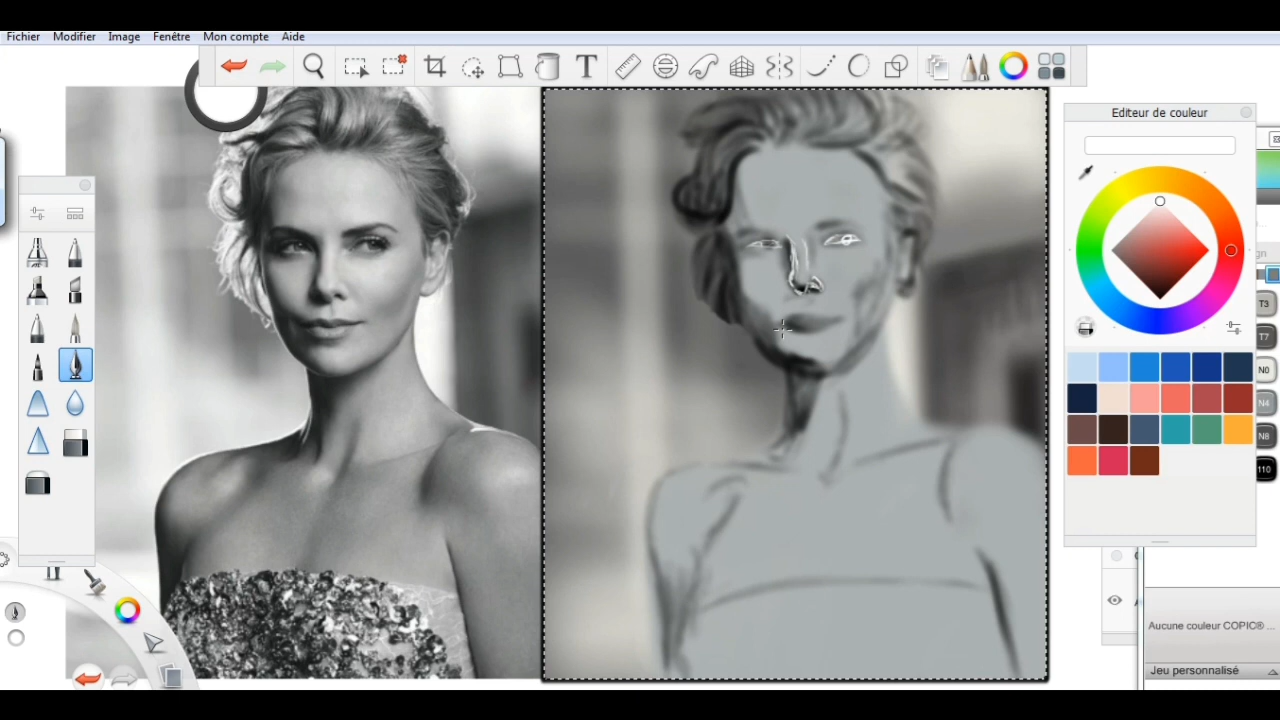 Fichier Modifier Image Fenêtre Mon compte Aide
T
Editeur de couleur
T3
T7
N0
N4
N8
110
Aucune couleur COPIC® ...
Jeu personnalisé